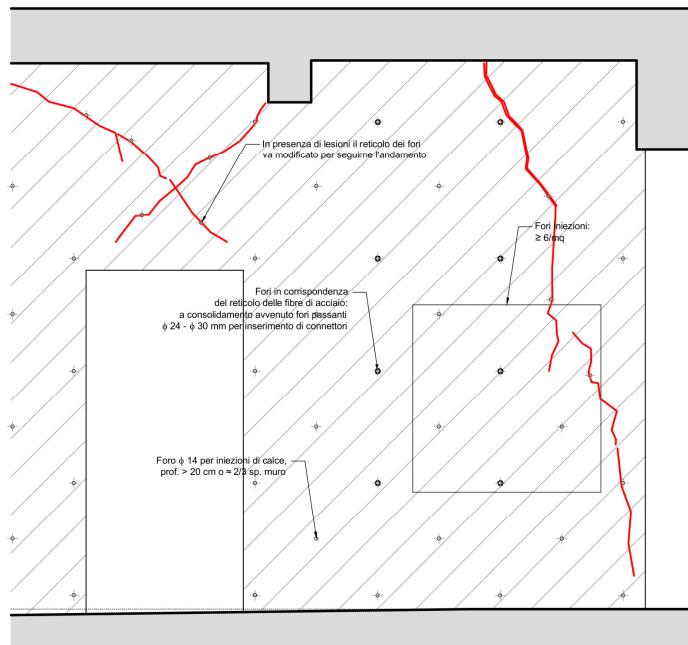 In presenza di lesioni il reticolo dei fori
va modificato per seguirne l'andamento
Fori iniezioni:
≥ 6/mq
Fori in corrispondenza
del reticolo delle fibre di acciaio:
a consolidamento avvenuto fori passanti
ϕ 24 - ϕ 30 mm per inserimento di connettori
Foro ϕ 14 per iniezioni di calce,
prof. > 20 cm o ≈ 2/3 sp. muro